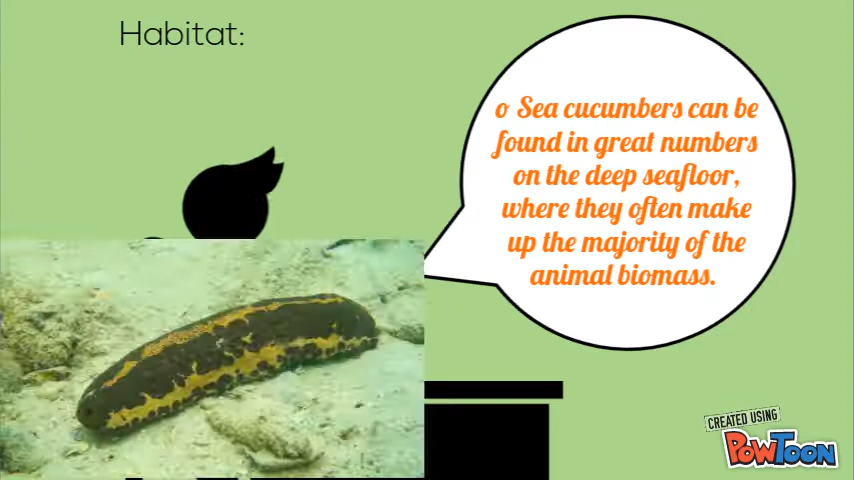 Habitat:
o Sea cucumbers can be
found in great numbers
on the deep seafloor,
where they often make
up the majority of the
animal biomass.
CREATED USING
POWTOON